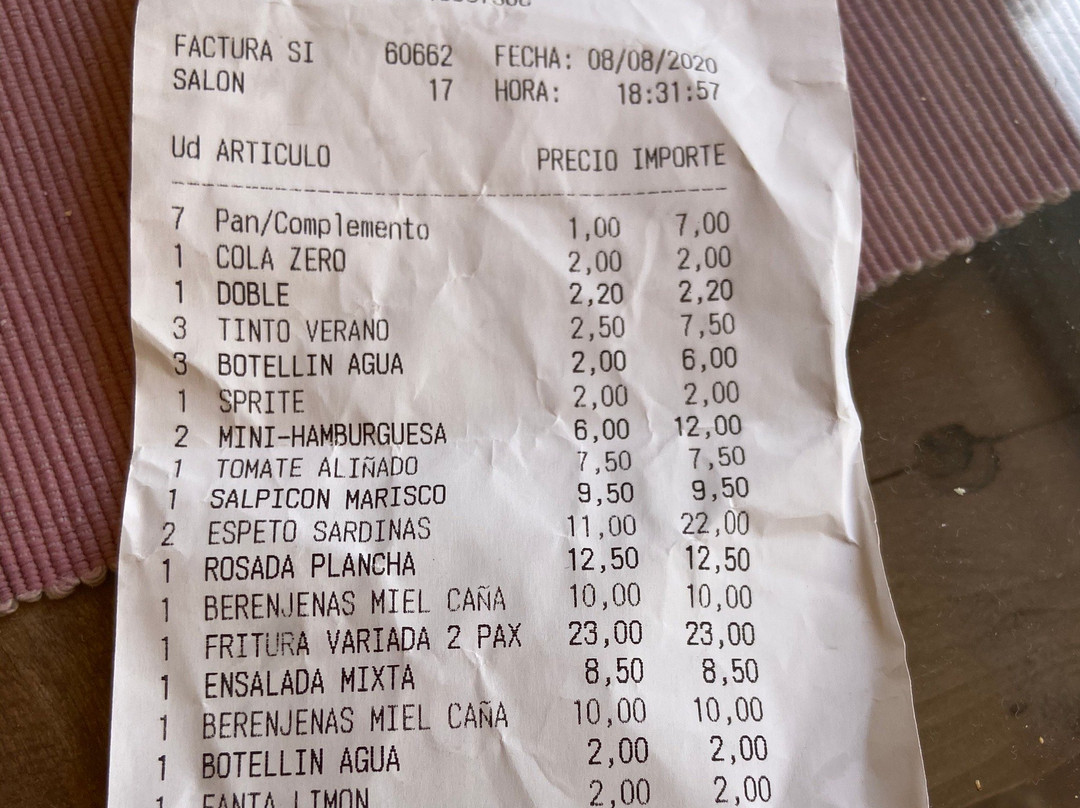 FACTURA SI 60662 FECHA: 08/08/2020
SALON 17 HORA: 18:31:57
Ud ARTICULO PRECIO IMPORTE
7 Pan/Complemento 1,00 7,00
1 COLA ZERO 2,00 2,00
1 DOBLE 2,20 2,20
3 TINTO VERANO 2,50 7,50
3 BOTELLIN AGUA 2,00 6,00
1 SPRITE 2,00 2,00
2 MINI-HAMBURGUESA 6,00 12,00
1 TOMATE ALIÑADO 7,50 7,50
1 SALPICON MARISCO 9,50 9,50
2 ESPETO SARDINAS 11,00 22,00
1 ROSADA PLANCHA 12,50 12,50
1 BERENJENAS MIEL CAÑA 10,00 10,00
1 FRITURA VARIADA 2 PAX 23,00 23,00
1 ENSALADA MIXTA 8,50 8,50
1 BERENJENAS MIEL CAÑA 10,00 10,00
1 BOTELLIN AGUA 2,00 2,00
1 FANTA LIMON 2,00 2,00